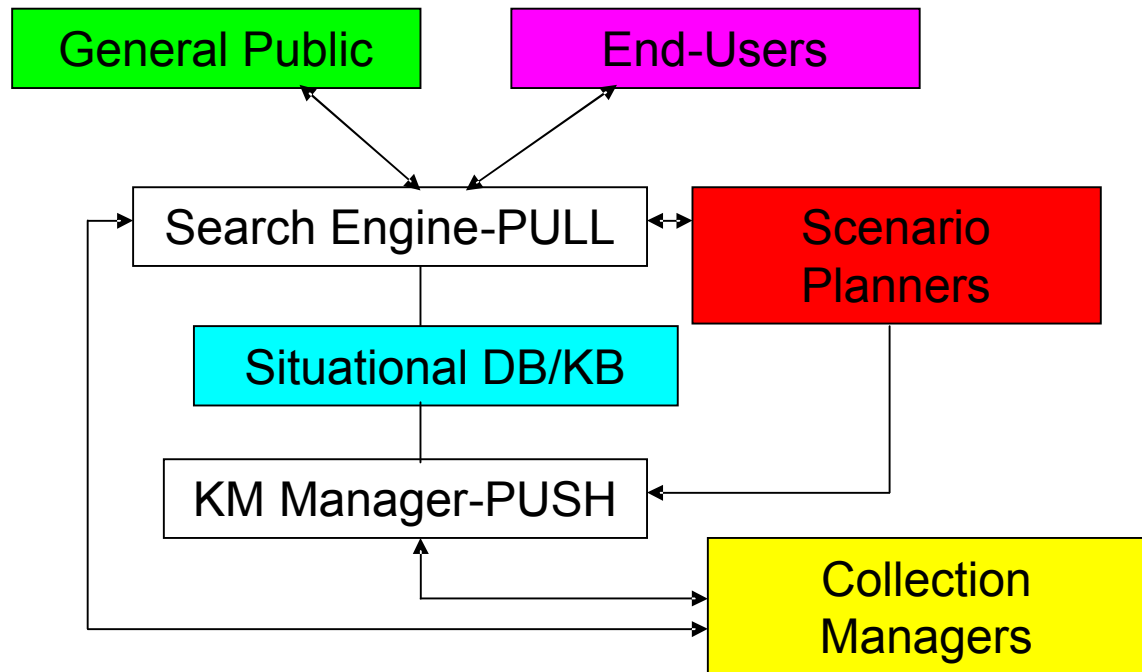 General Public
End-Users
Search Engine-PULL
Scenario
Planners
Situational DB/KB
KM Manager-PUSH
Collection
Managers